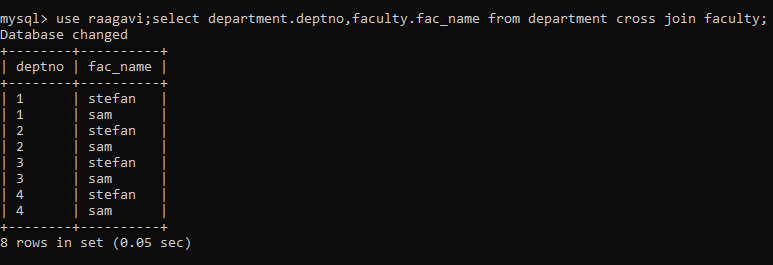 mysql> use raagavi;select department.deptno,faculty.fac_name from department cross join faculty;
Database changed
+--------+----------+
| deptno | fac_name |
+--------+----------+
| 1      | stefan   |
| 1      | sam      |
| 2      | stefan   |
| 2      | sam      |
| 3      | stefan   |
| 3      | sam      |
| 4      | stefan   |
| 4      | sam      |
+--------+----------+
8 rows in set (0.05 sec)